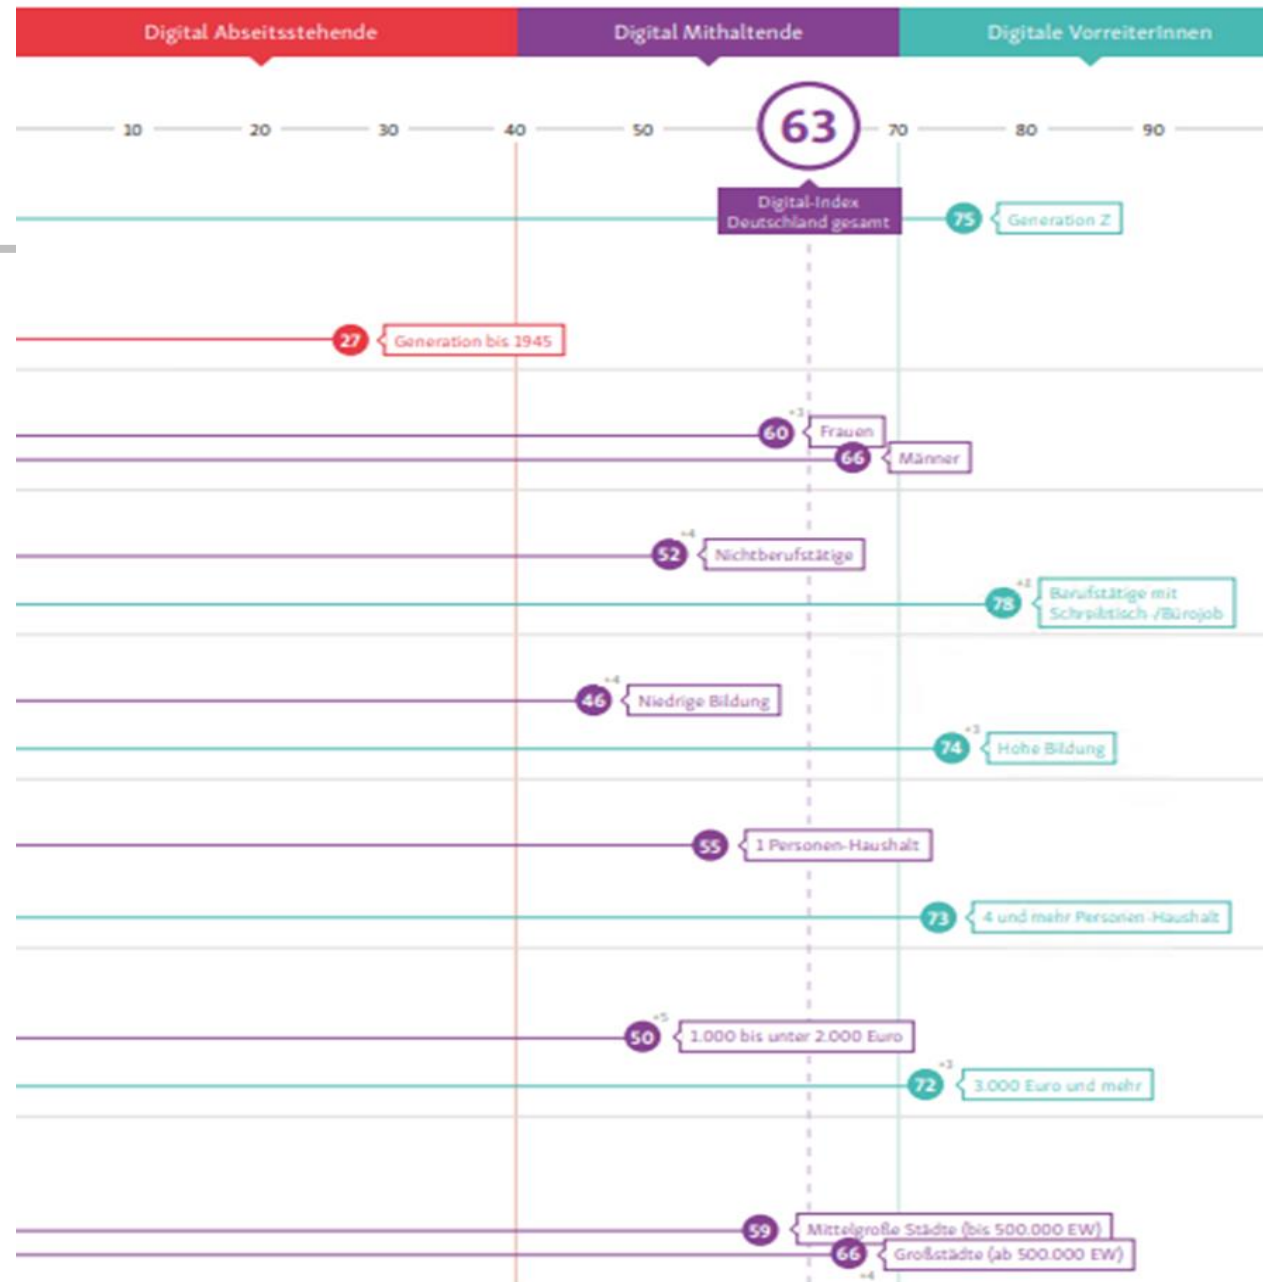 Digital Abseitsstehende
Digital Mithaltende
Digitale VorreiterInnen
10 20 30 40 50 63 70 80 90
Digital-Index
Deutschland gesamt
75 Generation Z
27 Generation bis 1945
+3
60 Frauen
66 Männer
+4
52 Nichtberufstätige
+2
78 Berufstätige mit
Schreibtisch-/Bürojob
+4
46 Niedrige Bildung
+3
74 Hohe Bildung
55 1 Personen-Haushalt
73 4 und mehr Personen-Haushalt
+5
50 1.000 bis unter 2.000 Euro
+3
72 3.000 Euro und mehr
59 Mittelgroße Städte (bis 500.000 EW)
66 Großstädte (ab 500.000 EW)
+4